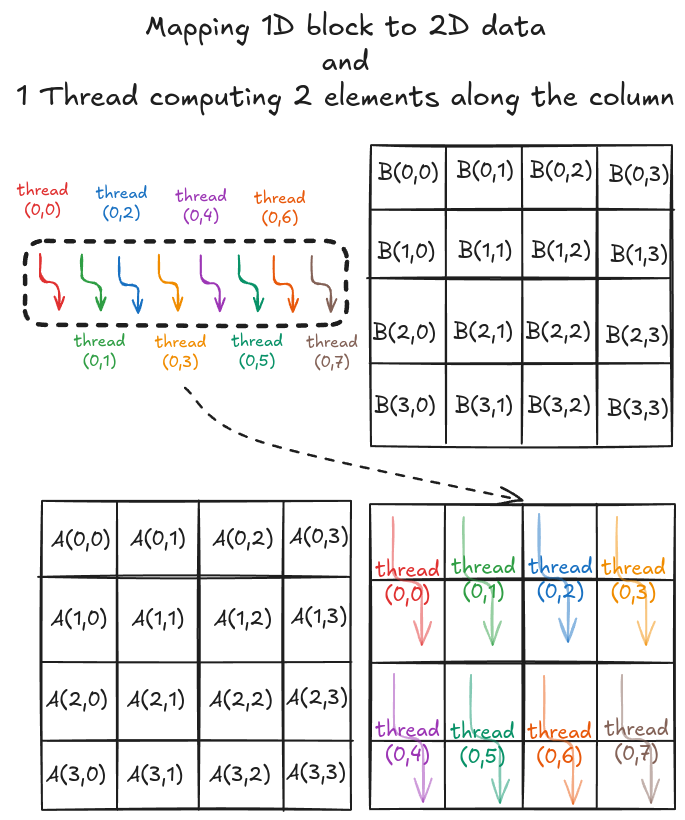 Mapping 1D block to 2D data
and
1 Thread computing 2 elements along the column
thread
(0,0)
thread
(0,2)
thread
(0,4)
thread
(0,6)
thread
(0,1)
thread
(0,3)
thread
(0,5)
thread
(0,7)
B(0,0) B(0,1) B(0,2) B(0,3)
B(1,0) B(1,1) B(1,2) B(1,3)
B(2,0) B(2,1) B(2,2) B(2,3)
B(3,0) B(3,1) B(3,2) B(3,3)
A(0,0) A(0,1) A(0,2) A(0,3)
A(1,0) A(1,1) A(1,2) A(1,3)
A(2,0) A(2,1) A(2,2) A(2,3)
A(3,0) A(3,1) A(3,2) A(3,3)
thread
(0,0)
thread
(0,1)
thread
(0,2)
thread
(0,3)
thread
(0,4)
thread
(0,5)
thread
(0,6)
thread
(0,7)